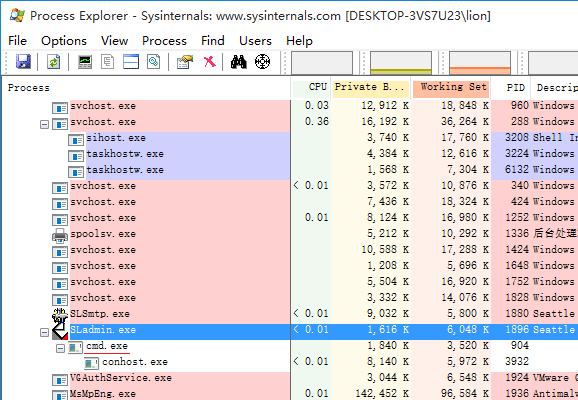 Process Explorer - Sysinternals: www.sysinternals.com [DESKTOP-3VS7U23\lion]
File Options View Process Find Users Help
Process CPU Private B... Working Set PID Descrip
svchost.exe 0.03 12,912 K 18,848 K 960 Windows
svchost.exe 0.36 16,192 K 36,264 K 288 Windows
sihost.exe 3,740 K 17,760 K 3208 Shell In
taskhostw.exe 4,384 K 12,616 K 3224 Windows
taskhostw.exe 1,568 K 7,304 K 6132 Windows
svchost.exe < 0.01 3,572 K 10,876 K 340 Windows
svchost.exe 7,436 K 18,324 K 424 Windows
svchost.exe 0.01 8,124 K 16,980 K 1252 Windows
spoolsv.exe 5,212 K 10,292 K 1336 后台处理
svchost.exe 10,588 K 17,288 K 1424 Windows
svchost.exe 1,208 K 5,696 K 1648 Windows
svchost.exe 5,504 K 16,920 K 1752 Windows
svchost.exe 3,332 K 14,076 K 1828 Windows
SLSmtp.exe < 0.01 9,032 K 5,800 K 1880 Seattle
SLadmin.exe < 0.01 1,616 K 6,048 K 1896 Seattle
cmd.exe 1,840 K 3,520 K 904
conhost.exe < 0.01 8,140 K 5,972 K 3932
VGAuthService.exe 3,044 K 6,548 K 1924 VMware G
MsMpEng.exe 0.01 142,452 K 96,584 K 1936 Antimalw